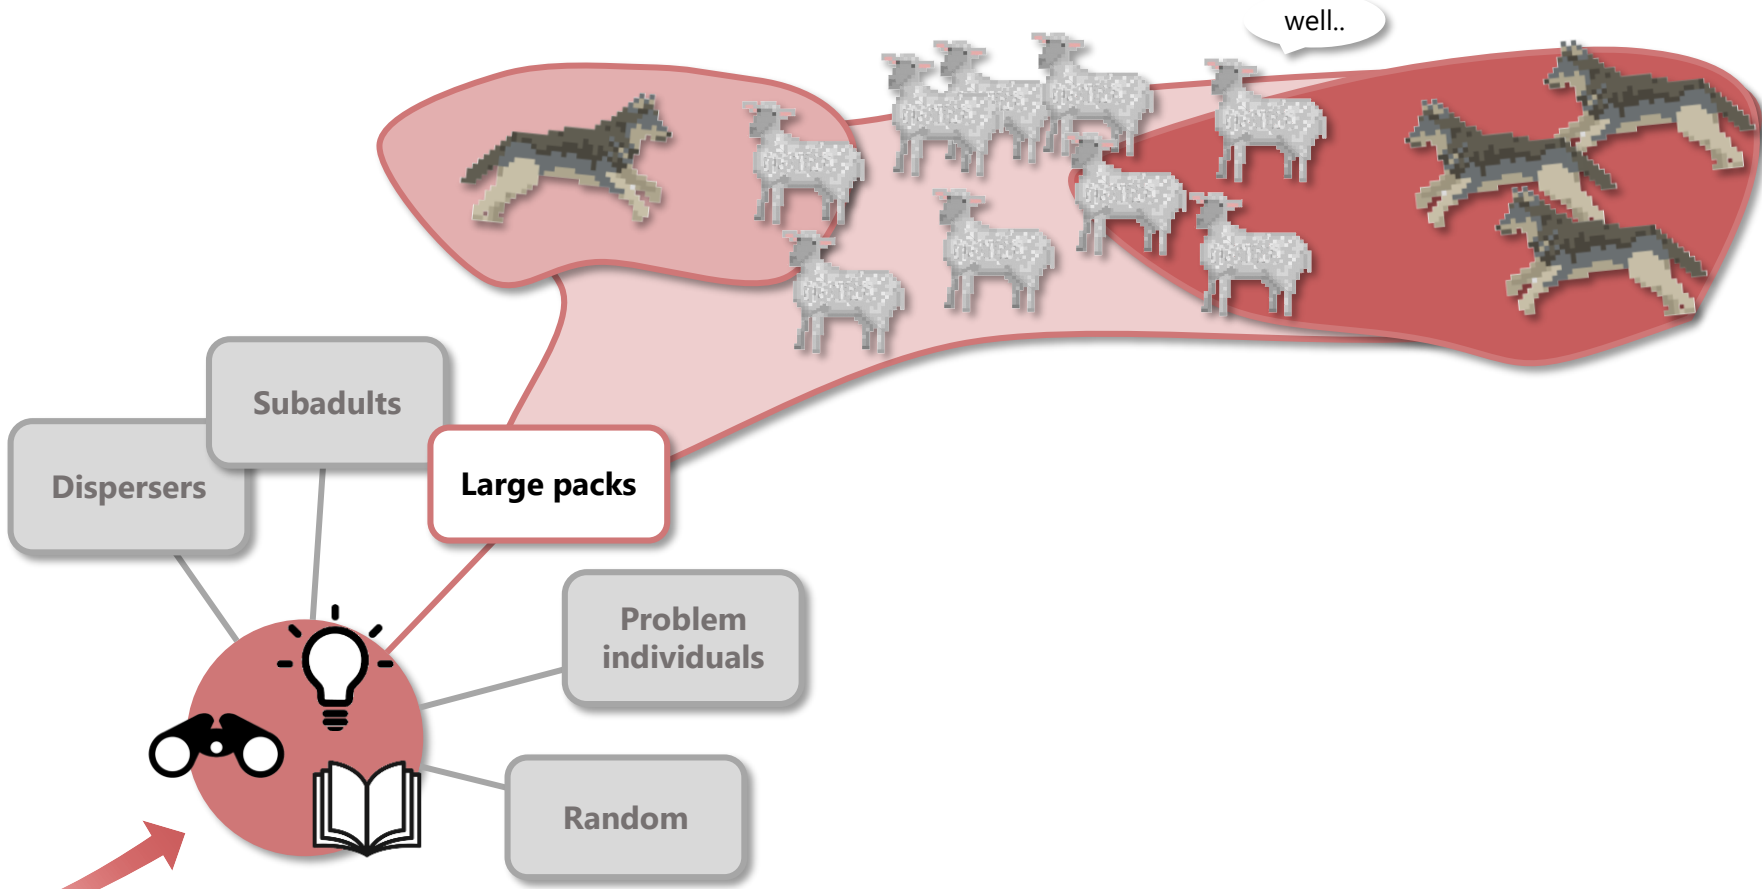 well..
Subadults
Dispersers
Large packs
Problem
individuals
Random